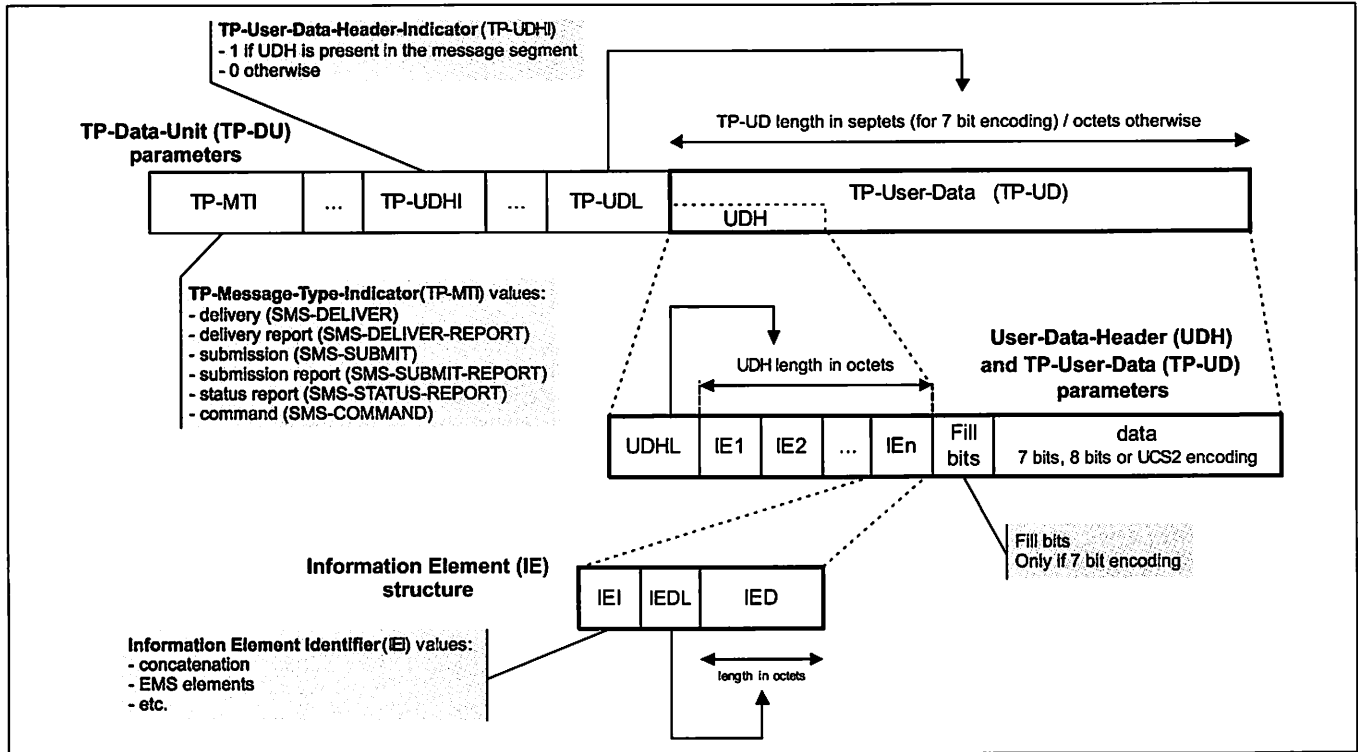 TP-User-Data-Header-Indicator (TP-UDHI)
- 1 if UDH is present in the message segment
- 0 otherwise
TP-Data-Unit (TP-DU)
parameters
TP-UD length in septets (for 7 bit encoding) / octets otherwise
TP-MTI
...
TP-UDHI
...
TP-UDL
TP-User-Data (TP-UD)
UDH
TP-Message-Type-Indicator(TP-MTI) values:
- delivery (SMS-DELIVER)
- delivery report (SMS-DELIVER-REPORT)
- submission (SMS-SUBMIT)
- submission report (SMS-SUBMIT-REPORT)
- status report (SMS-STATUS-REPORT)
- command (SMS-COMMAND)
User-Data-Header (UDH)
and TP-User-Data (TP-UD)
parameters
UDH length in octets
UDHL
IE1
IE2
...
IEn
Fill
bits
data
7 bits, 8 bits or UCS2 encoding
Fill bits
Only if 7 bit encoding
Information Element (IE)
structure
IEI
IEDL
IED
Information Element Identifier(IEI) values:
- concatenation
- EMS elements
- etc.
length in octets